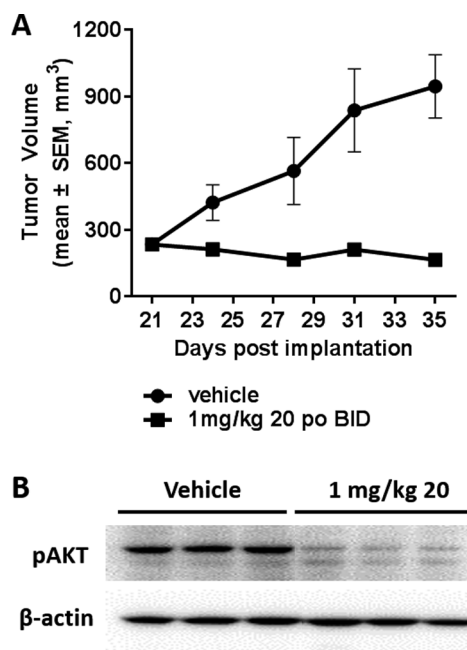 A
Tumor Volume
(mean ± SEM, mm³)
1200
900
600
300
0
21 23 25 27 29 31 33 35
Days post implantation
vehicle
1mg/kg 20 po BID
B
Vehicle 1 mg/kg 20
pAKT
β-actin